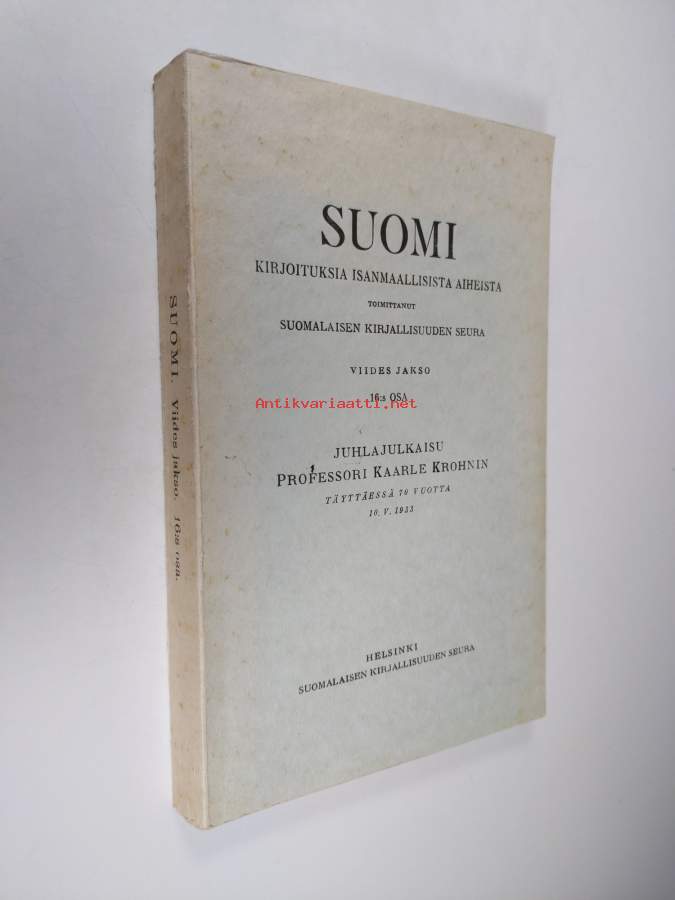 SUOMI
KIRJOITUKSIA ISANMAALLISISTA AIHEISTA
TOIMITTANUT
SUOMALAISEN KIRJALLISUUDEN SEURA
VIIDES JAKSO
16:s OSA
Antikvariaatti.net
JUHLAJULKAISU
PROFESSORI KAARLE KROHNIN
TÄYTTÄESSÄ 70 VUOTTA
10. V. 1933
HELSINKI
SUOMALAISEN KIRJALLISUUDEN SEURA
SUOMI. Viides jakso. 16:s osa.